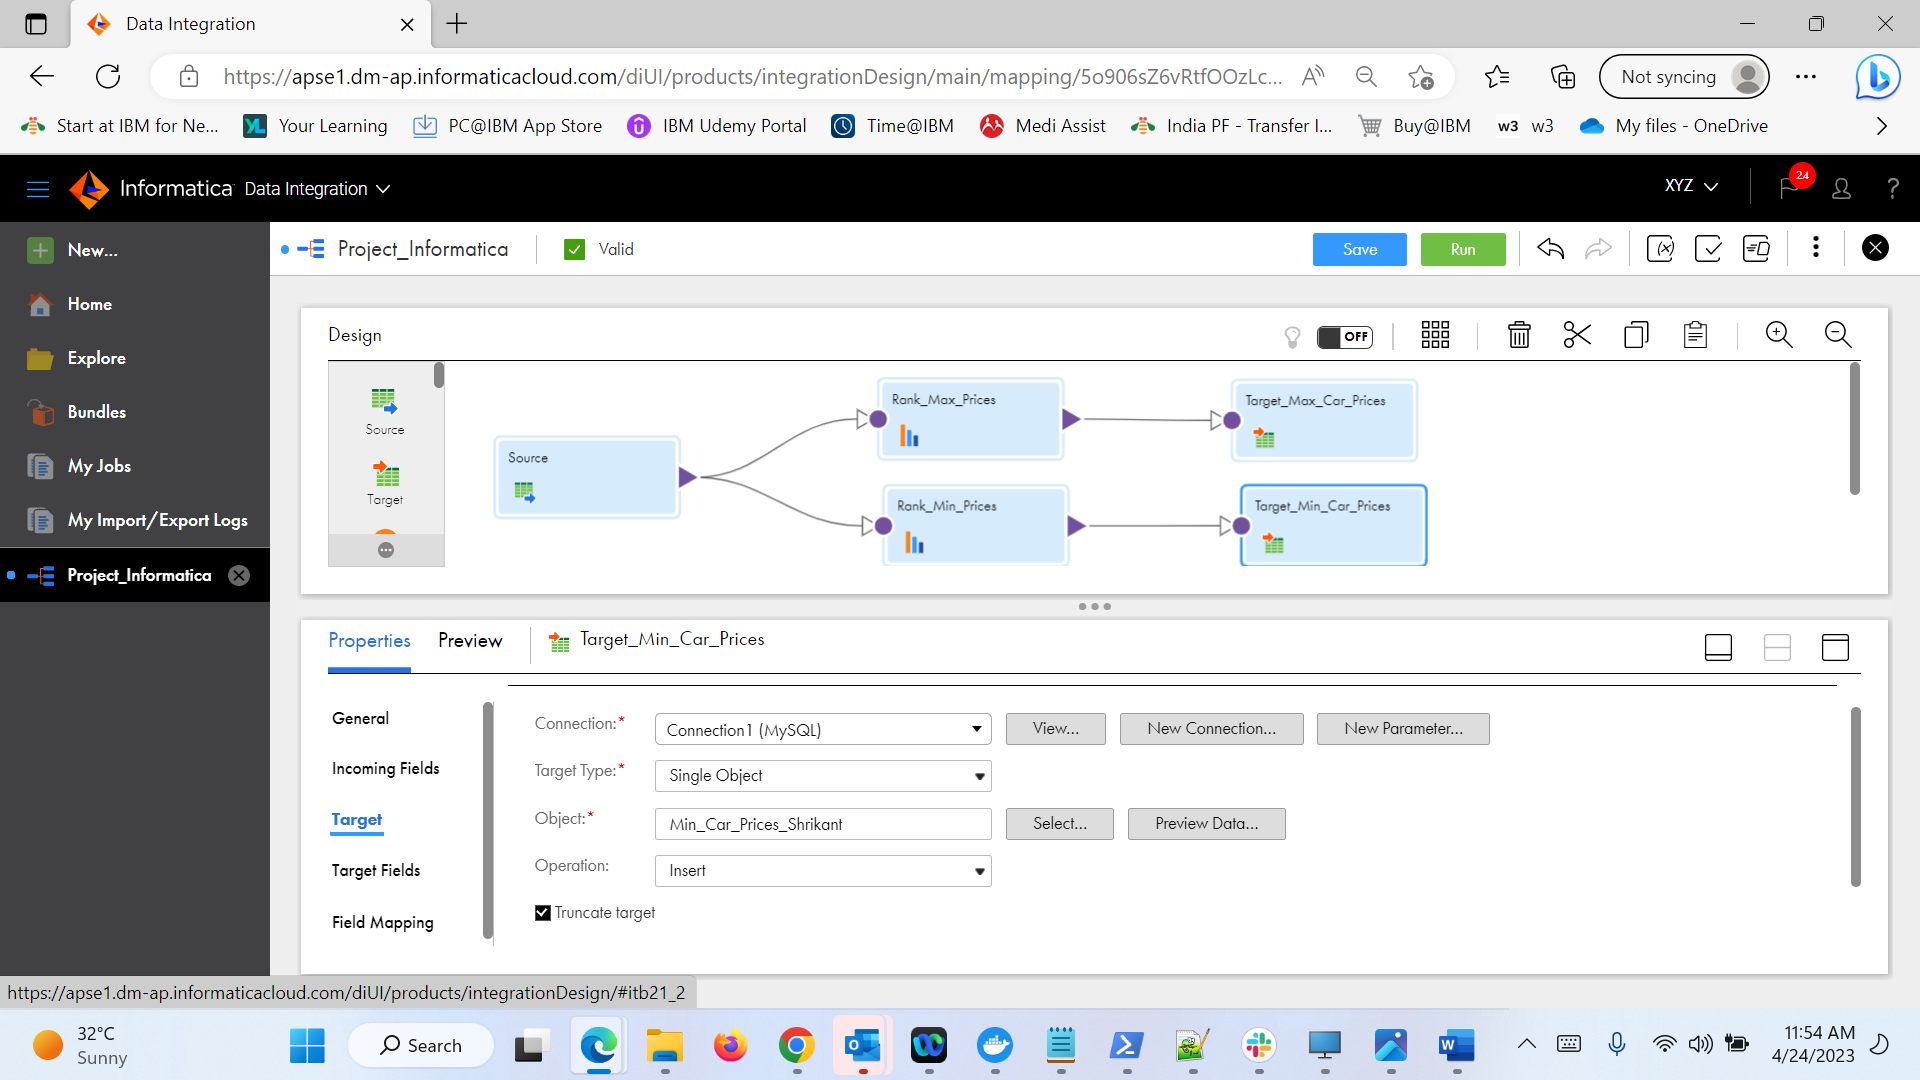 Data Integration
https://apse1.dm-ap.informaticacloud.com/diUI/products/integrationDesign/main/mapping/5o906sZ6vRtfOOzLc...
Not syncing
Start at IBM for Ne...
Your Learning
PC@IBM App Store
IBM Udemy Portal
Time@IBM
Medi Assist
India PF - Transfer I...
Buy@IBM
w3 w3
My files - OneDrive
Informatica Data Integration
XYZ
24
?
New...
Home
Explore
Bundles
My Jobs
My Import/Export Logs
Project_Informatica
Project_Informatica
Valid
Save
Run
Design
OFF
Source
Target
Source
Rank_Max_Prices
Target_Max_Car_Prices
Rank_Min_Prices
Target_Min_Car_Prices
Properties
Preview
Target_Min_Car_Prices
General
Incoming Fields
Target
Target Fields
Field Mapping
Connection:* Connection1 (MySQL) View... New Connection... New Parameter...
Target Type:* Single Object
Object:* Min_Car_Prices_Shrikant Select... Preview Data...
Operation: Insert
Truncate target
https://apse1.dm-ap.informaticacloud.com/diUI/products/integrationDesign/#itb21_2
32°C
Sunny
Search
11:54 AM
4/24/2023